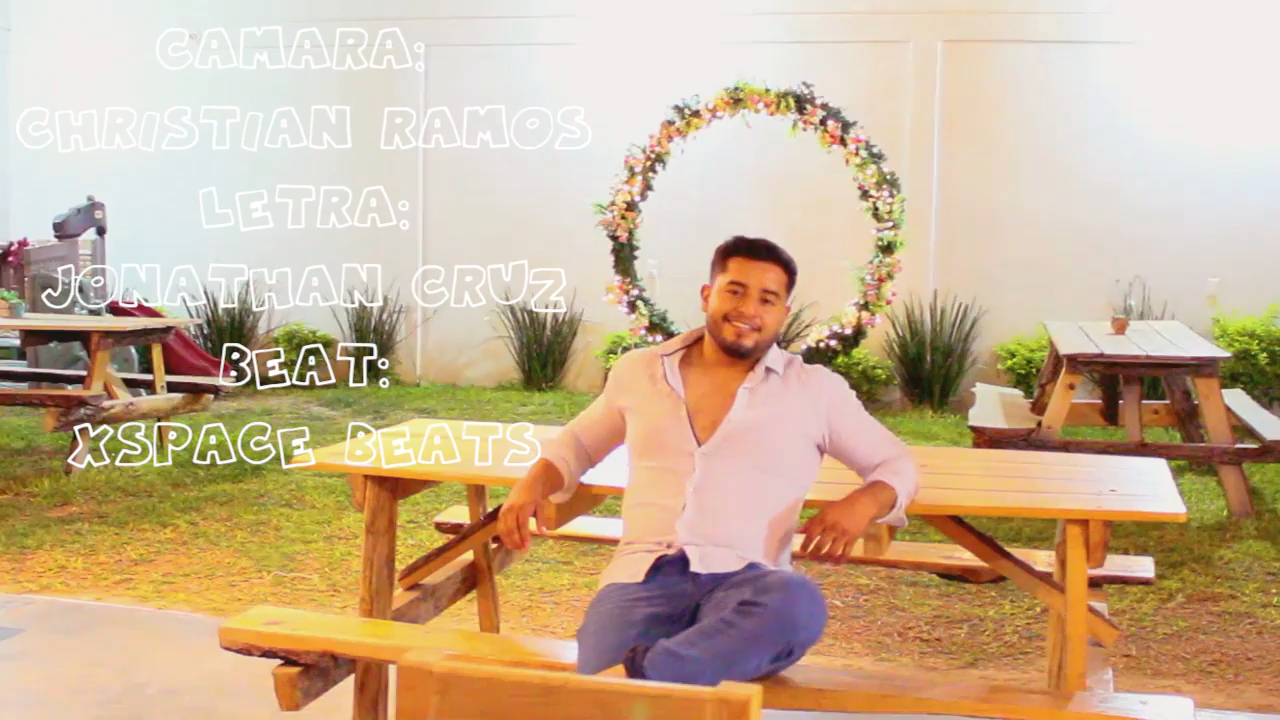 CAMARA:
CHRISTIAN RAMOS
LETRA:
JONATHAN CRUZ
BEAT:
XSPACE BEATS